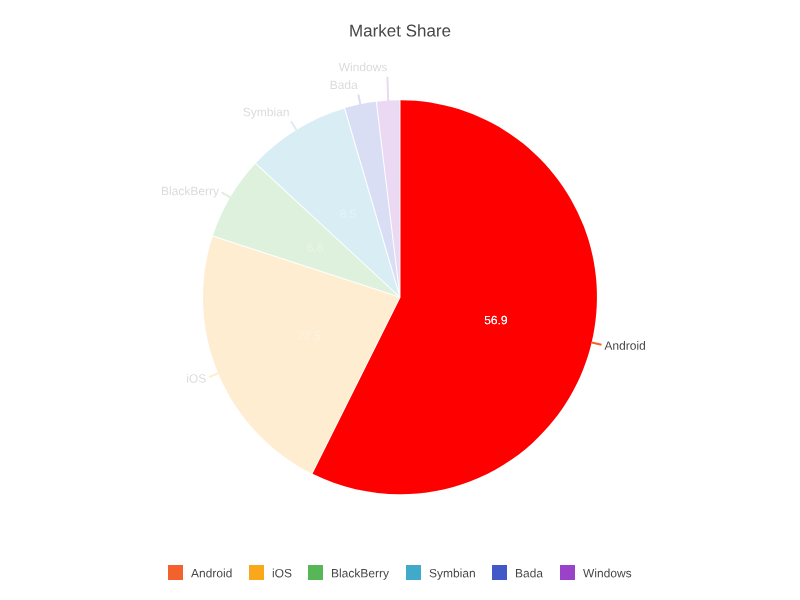 Market Share
Windows
Bada
Symbian
BlackBerry
8.5
56.9
Android
iOS
Android iOS BlackBerry Symbian Bada Windows